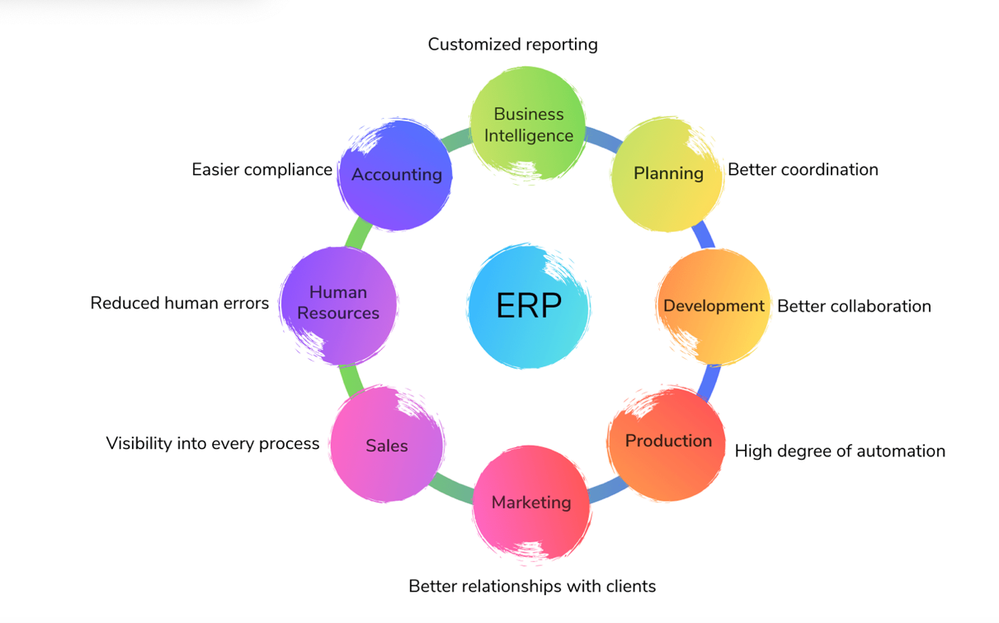 Customized reporting
Business
Intelligence
Easier compliance
Accounting
Planning
Better coordination
Human
Resources
Reduced human errors
ERP
Development
Better collaboration
Visibility into every process
Sales
Production
High degree of automation
Marketing
Better relationships with clients